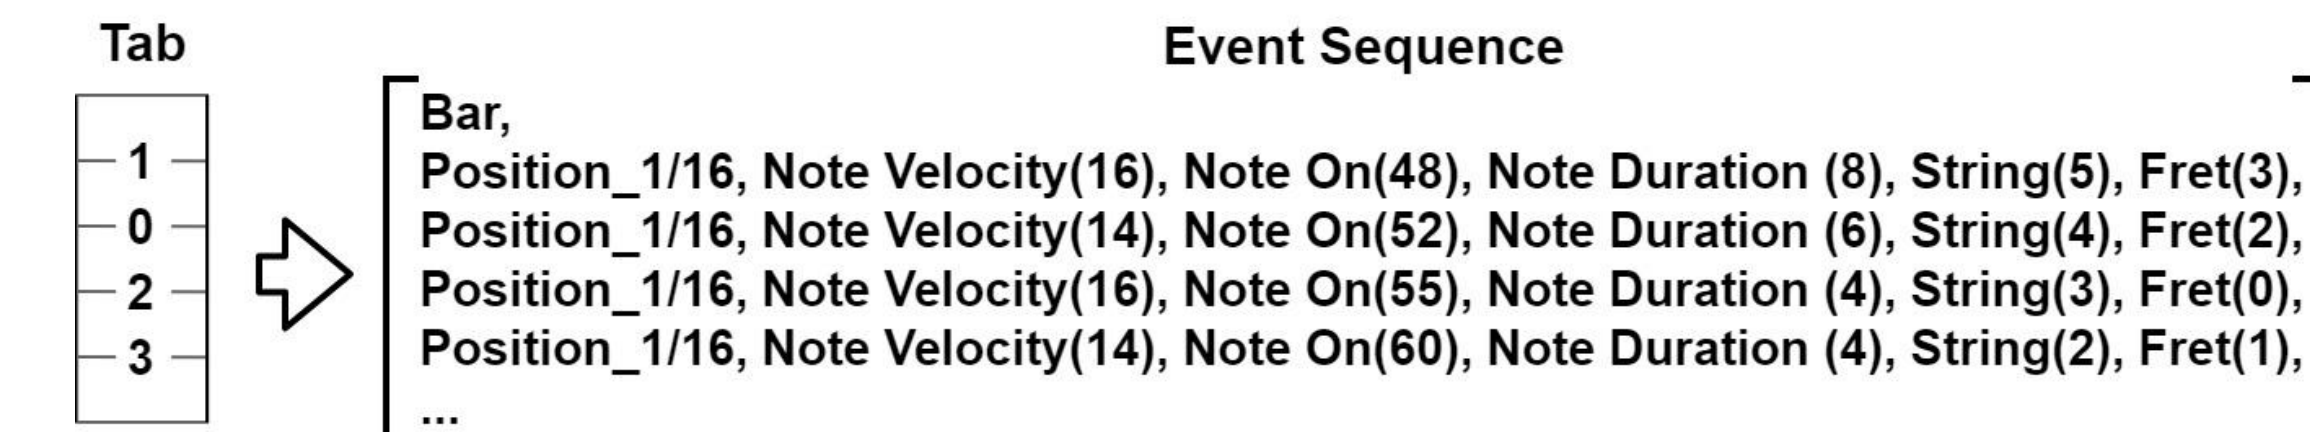 Tab
Event Sequence
1
0
2
3
Bar,
Position_1/16, Note Velocity(16), Note On(48), Note Duration (8), String(5), Fret(3),
Position_1/16, Note Velocity(14), Note On(52), Note Duration (6), String(4), Fret(2),
Position_1/16, Note Velocity(16), Note On(55), Note Duration (4), String(3), Fret(0),
Position_1/16, Note Velocity(14), Note On(60), Note Duration (4), String(2), Fret(1),
...